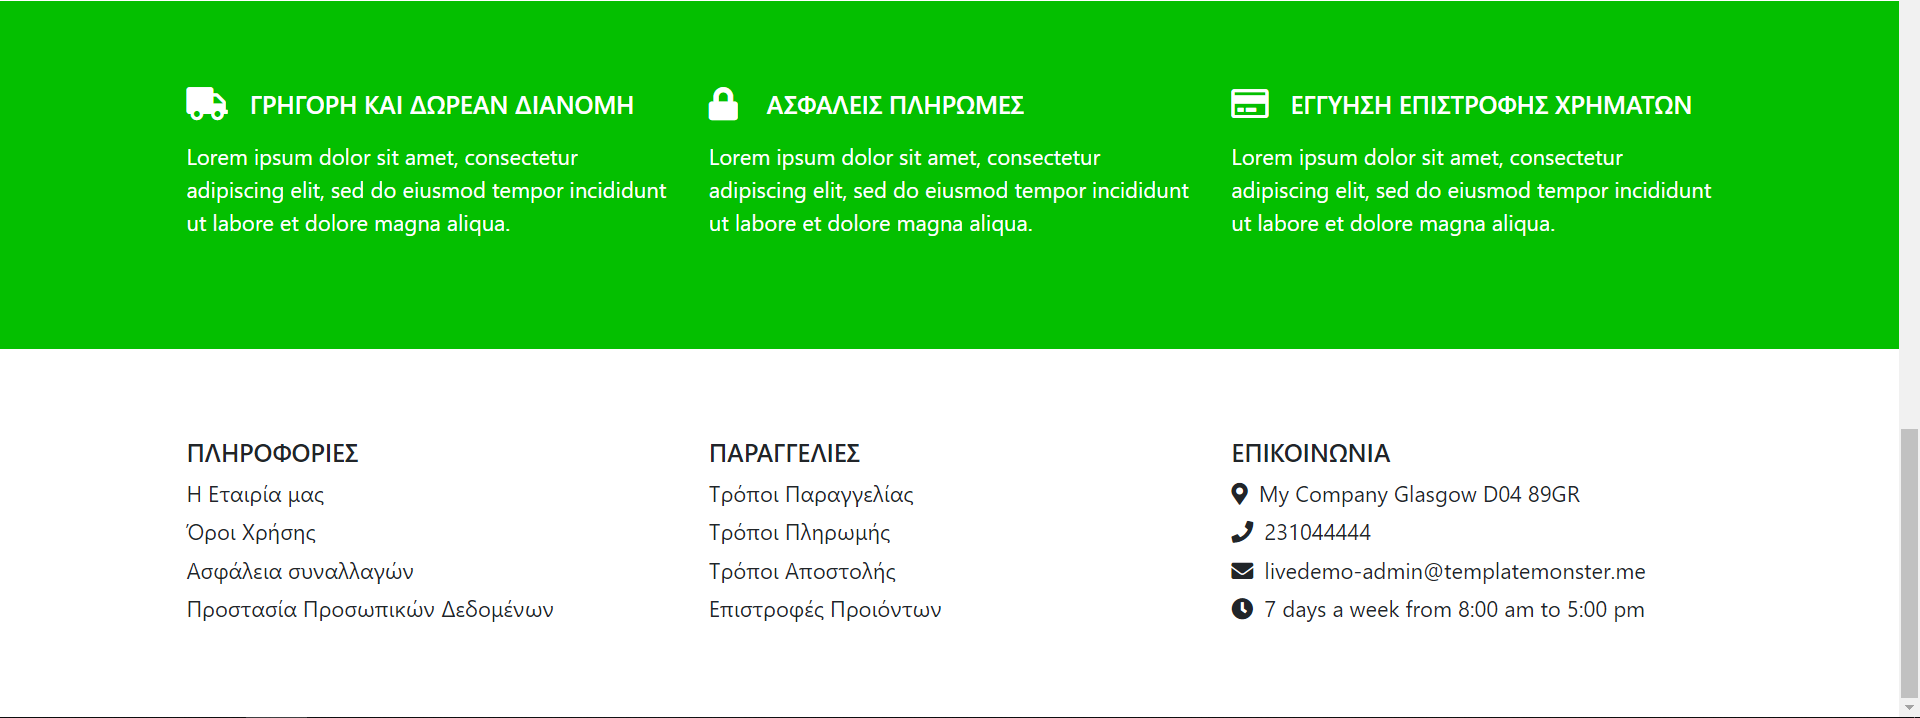 ΓΡΗΓΟΡΗ ΚΑΙ ΔΩΡΕΑΝ ΔΙΑΝΟΜΗ
Lorem ipsum dolor sit amet, consectetur
adipiscing elit, sed do eiusmod tempor incididunt
ut labore et dolore magna aliqua.
ΑΣΦΑΛΕΙΣ ΠΛΗΡΩΜΕΣ
Lorem ipsum dolor sit amet, consectetur
adipiscing elit, sed do eiusmod tempor incididunt
ut labore et dolore magna aliqua.
ΕΓΓΥΗΣΗ ΕΠΙΣΤΡΟΦΗΣ ΧΡΗΜΑΤΩΝ
Lorem ipsum dolor sit amet, consectetur
adipiscing elit, sed do eiusmod tempor incididunt
ut labore et dolore magna aliqua.
ΠΛΗΡΟΦΟΡΙΕΣ
Η Εταιρία μας
Όροι Χρήσης
Ασφάλεια συναλλαγών
Προστασία Προσωπικών Δεδομένων
ΠΑΡΑΓΓΕΛΙΕΣ
Τρόποι Παραγγελίας
Τρόποι Πληρωμής
Τρόποι Αποστολής
Επιστροφές Προιόντων
ΕΠΙΚΟΙΝΩΝΙΑ
My Company Glasgow D04 89GR
231044444
livedemo-admin@templatemonster.me
7 days a week from 8:00 am to 5:00 pm